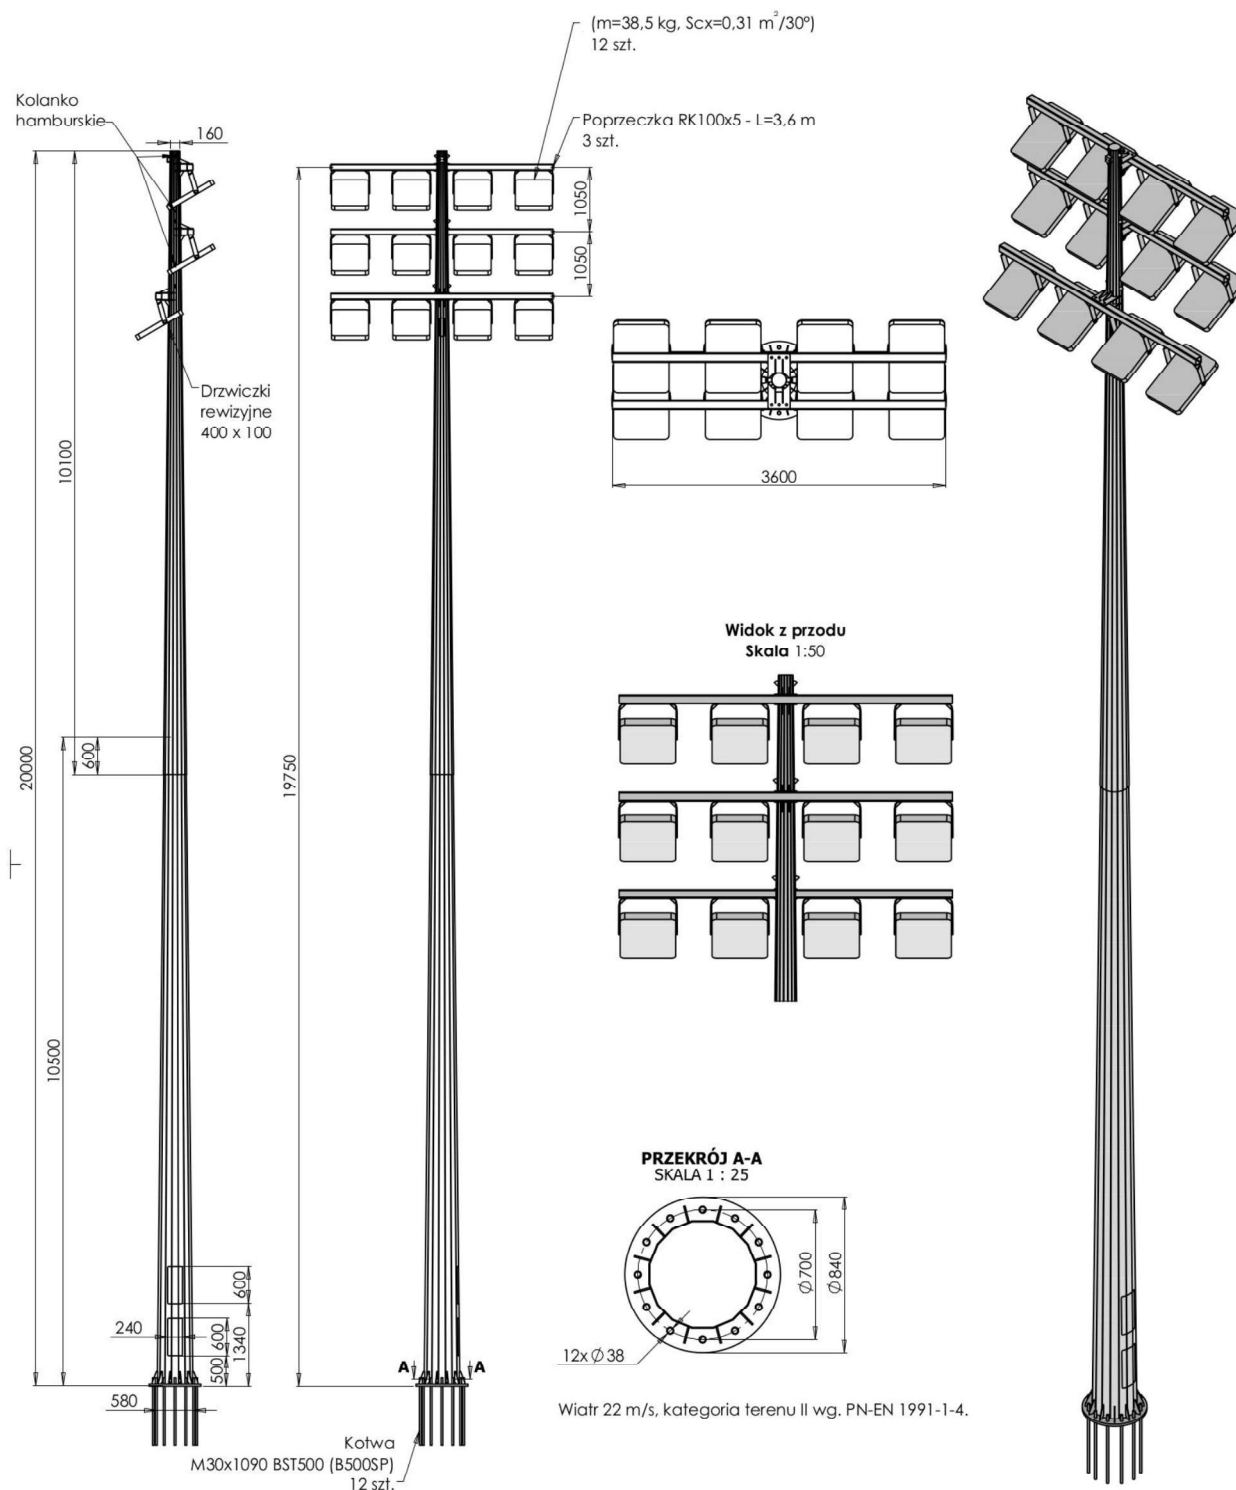 (m=38,5 kg, Scx=0,31 m²/30°)
12 szt.
Kolanko
hamburskie
160
Poprzeczka RK100x5 - L=3,6 m
3 szt.
1050
1050
Drzwiczki
rewizyjne
400 x 100
10100
3600
Widok z przodu
Skala 1:50
600
20000
19750
10500
PRZEKRÓJ A-A
SKALA 1 : 25
Ø700
Ø840
12x Ø38
600
240
600
1340
500
A
A
580
Wiatr 22 m/s, kategoria terenu II wg. PN-EN 1991-1-4.
Kotwa
M30x1090 BST500 (B500SP)
12 szt.